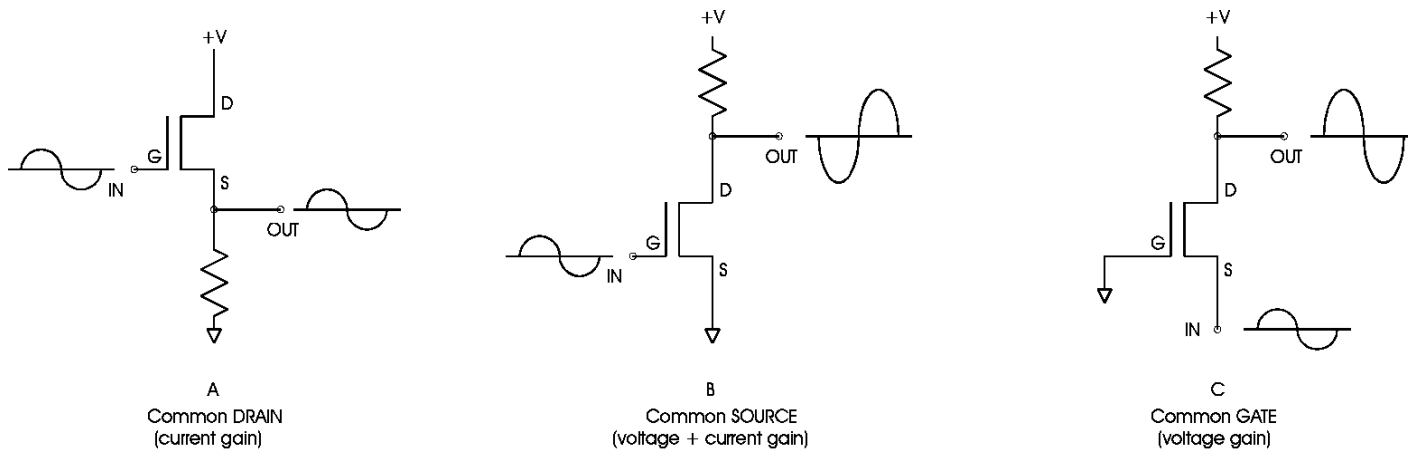 +V
D
G
IN
S
OUT
A
Common DRAIN
(current gain)
+V
OUT
D
G
IN
S
B
Common SOURCE
(voltage + current gain)
+V
OUT
D
G
S
IN
C
Common GATE
(voltage gain)